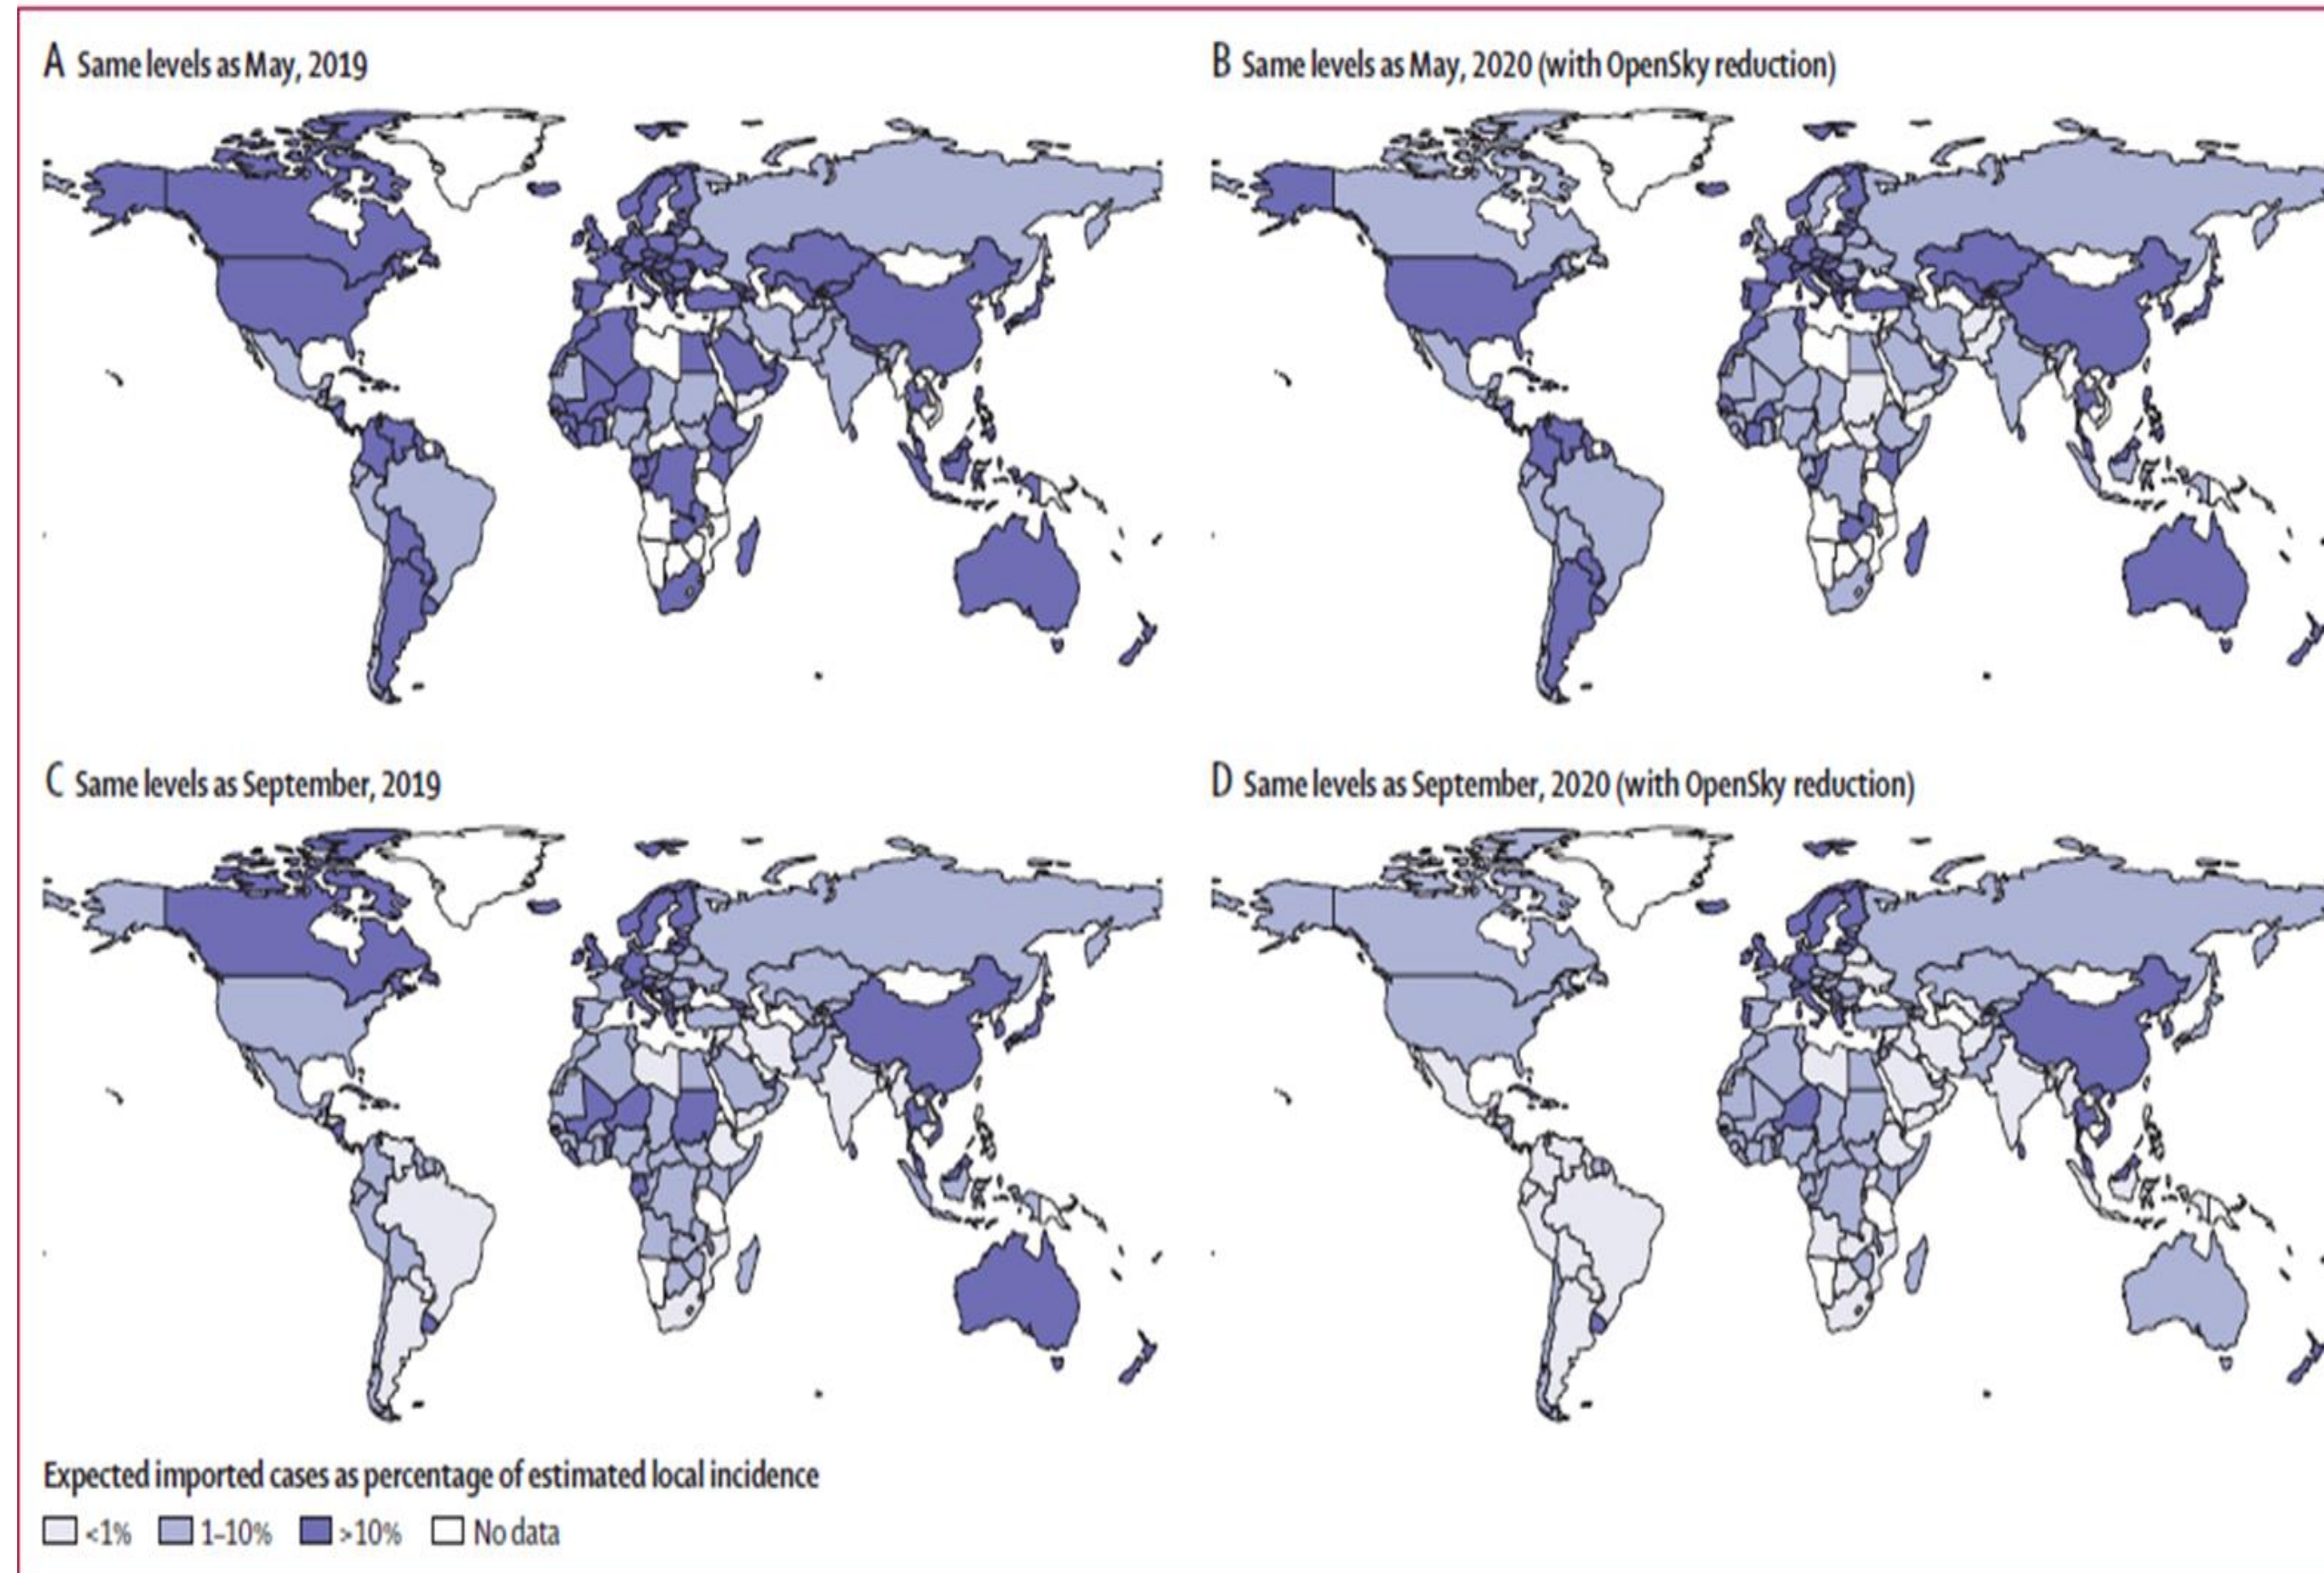 A Same levels as May, 2019
B Same levels as May, 2020 (with OpenSky reduction)
C Same levels as September, 2019
D Same levels as September, 2020 (with OpenSky reduction)
Expected imported cases as percentage of estimated local incidence
<1% 1–10% >10% No data